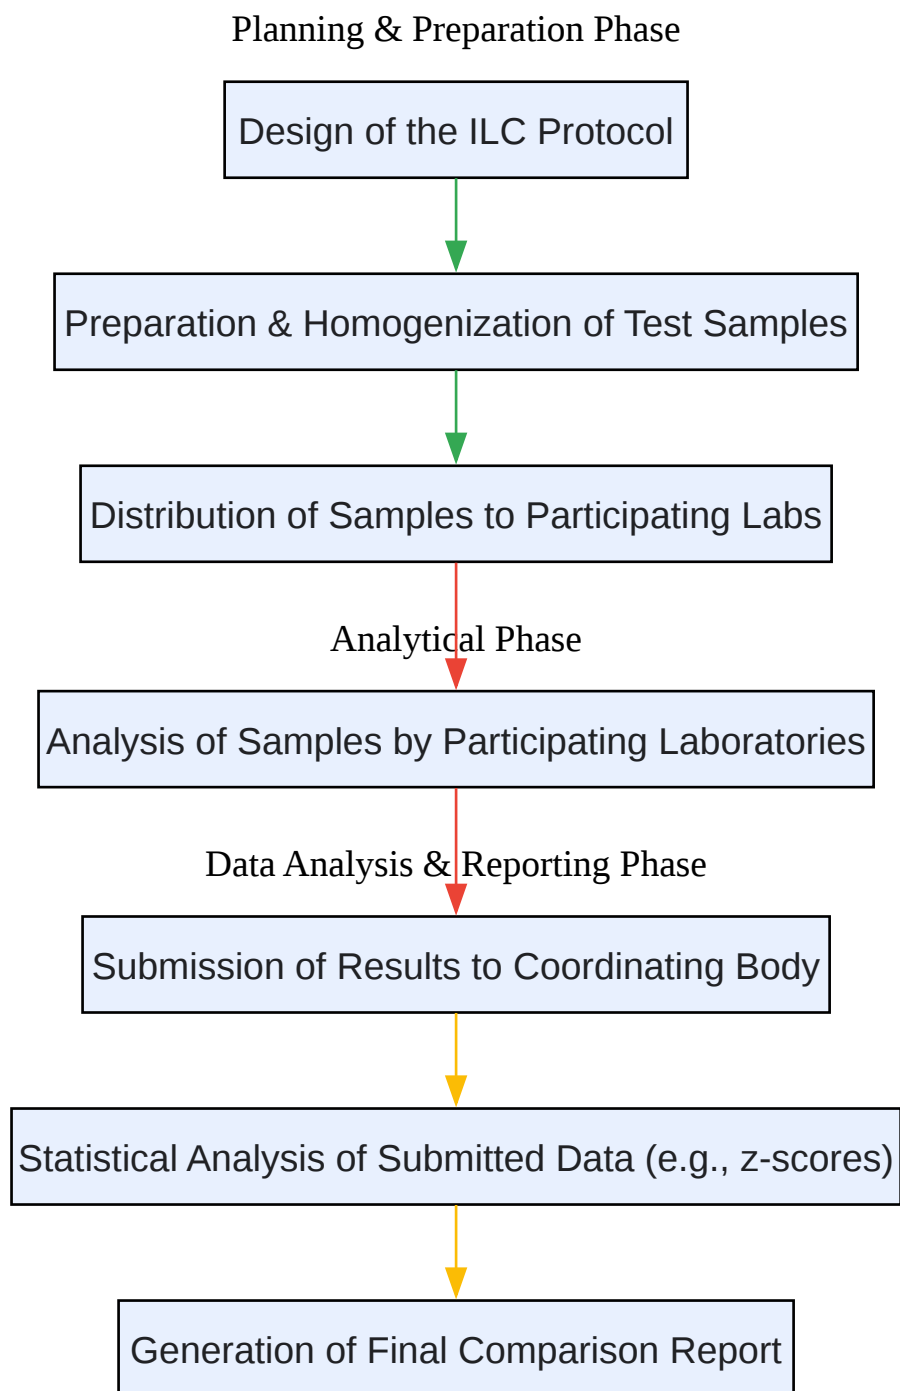 Planning & Preparation Phase
Design of the ILC Protocol
Preparation & Homogenization of Test Samples
Distribution of Samples to Participating Labs
Analytical Phase
Analysis of Samples by Participating Laboratories
Data Analysis & Reporting Phase
Submission of Results to Coordinating Body
Statistical Analysis of Submitted Data (e.g., z-scores)
Generation of Final Comparison Report